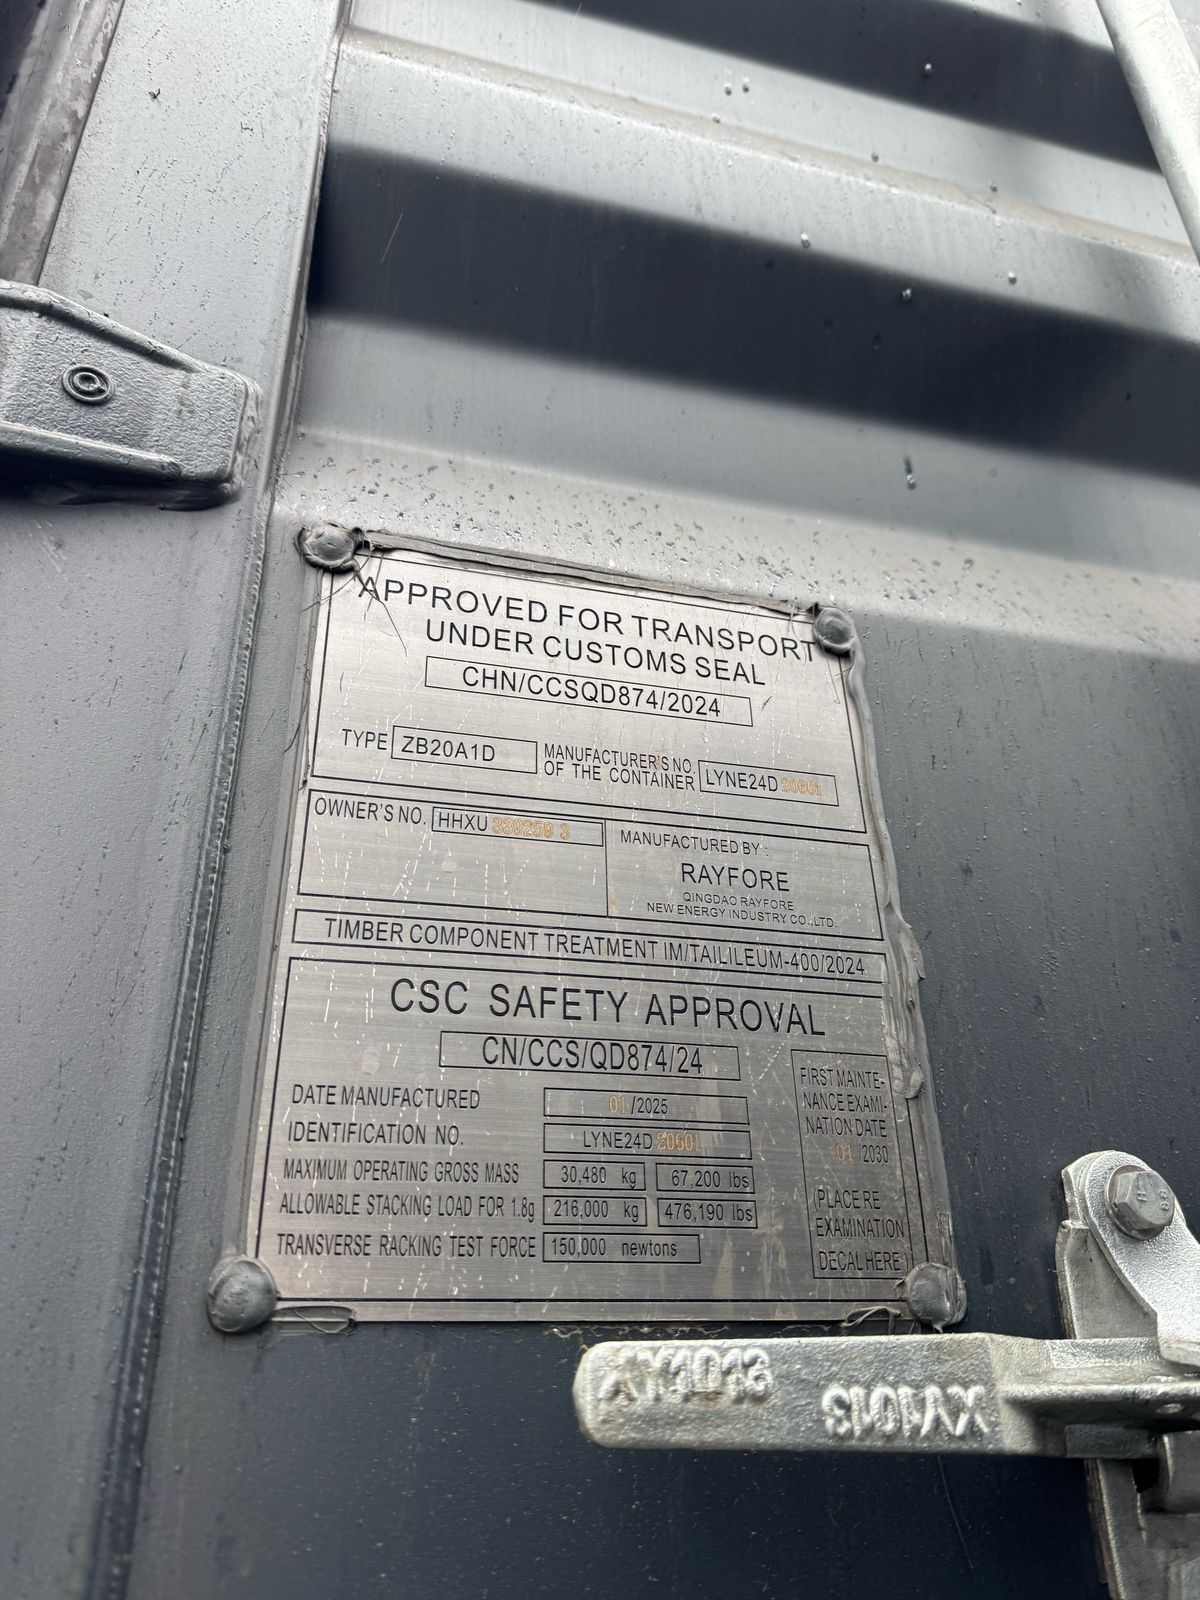 APPROVED FOR TRANSPORT
UNDER CUSTOMS SEAL
CHN/CCSQD874/2024
TYPE ZB20A1D
MANUFACTURER'S NO.
OF THE CONTAINER LYNE24D 20601
OWNER'S NO. HHXU 339259 3
MANUFACTURED BY :
RAYFORE
QINGDAO RAYFORE
NEW ENERGY INDUSTRY CO.,LTD.
TIMBER COMPONENT TREATMENT IM/TAILILEUM-400/2024
CSC SAFETY APPROVAL
CN/CCS/QD874/24
DATE MANUFACTURED 01/2025
IDENTIFICATION NO. LYNE24D 20601
MAXIMUM OPERATING GROSS MASS 30,480 kg 67,200 lbs
ALLOWABLE STACKING LOAD FOR 1.8g 216,000 kg 476,190 lbs
TRANSVERSE RACKING TEST FORCE 150,000 newtons
FIRST MAINTE-
NANCE EXAMI-
NATION DATE
01 /2030
(PLACE RE
EXAMINATION
DECAL HERE)
XY1013
XY1013